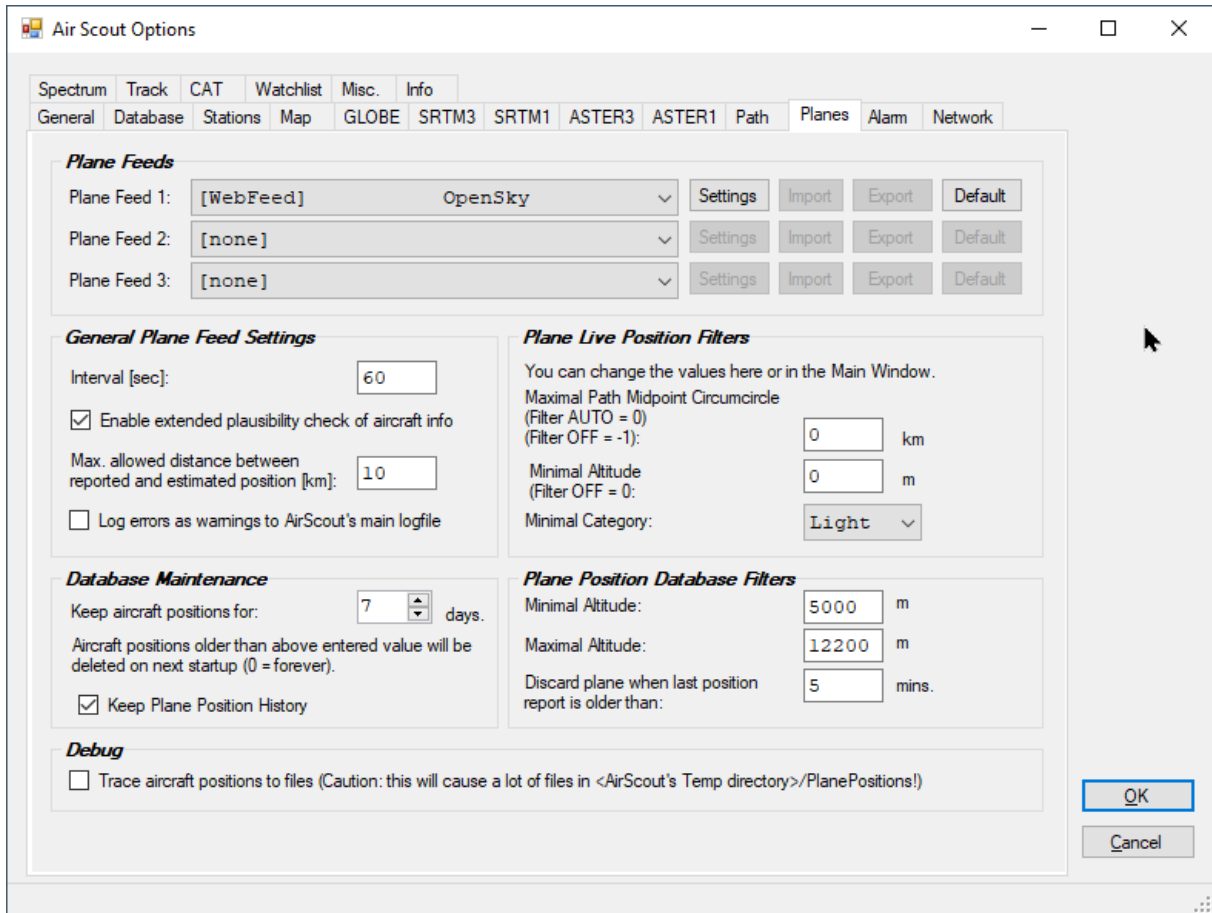 Air Scout Options
Spectrum Track CAT Watchlist Misc. Info
General Database Stations Map GLOBE SRTM3 SRTM1 ASTER3 ASTER1 Path Planes Alarm Network
Plane Feeds
Plane Feed 1: [WebFeed] OpenSky Settings Import Export Default
Plane Feed 2: [none] Settings Import Export Default
Plane Feed 3: [none] Settings Import Export Default
General Plane Feed Settings
Interval [sec]: 60
Enable extended plausibility check of aircraft info
Max. allowed distance between
reported and estimated position [km]: 10
Log errors as warnings to AirScout's main logfile
Plane Live Position Filters
You can change the values here or in the Main Window.
Maximal Path Midpoint Circumcircle
(Filter AUTO = 0)
(Filter OFF = -1): 0 km
Minimal Altitude
(Filter OFF = 0: 0 m
Minimal Category: Light
Database Maintenance
Keep aircraft positions for: 7 days.
Aircraft positions older than above entered value will be
deleted on next startup (0 = forever).
Keep Plane Position History
Plane Position Database Filters
Minimal Altitude: 5000 m
Maximal Altitude: 12200 m
Discard plane when last position
report is older than: 5 mins.
Debug
Trace aircraft positions to files (Caution: this will cause a lot of files in <AirScout's Temp directory>/PlanePositions!)
OK
Cancel